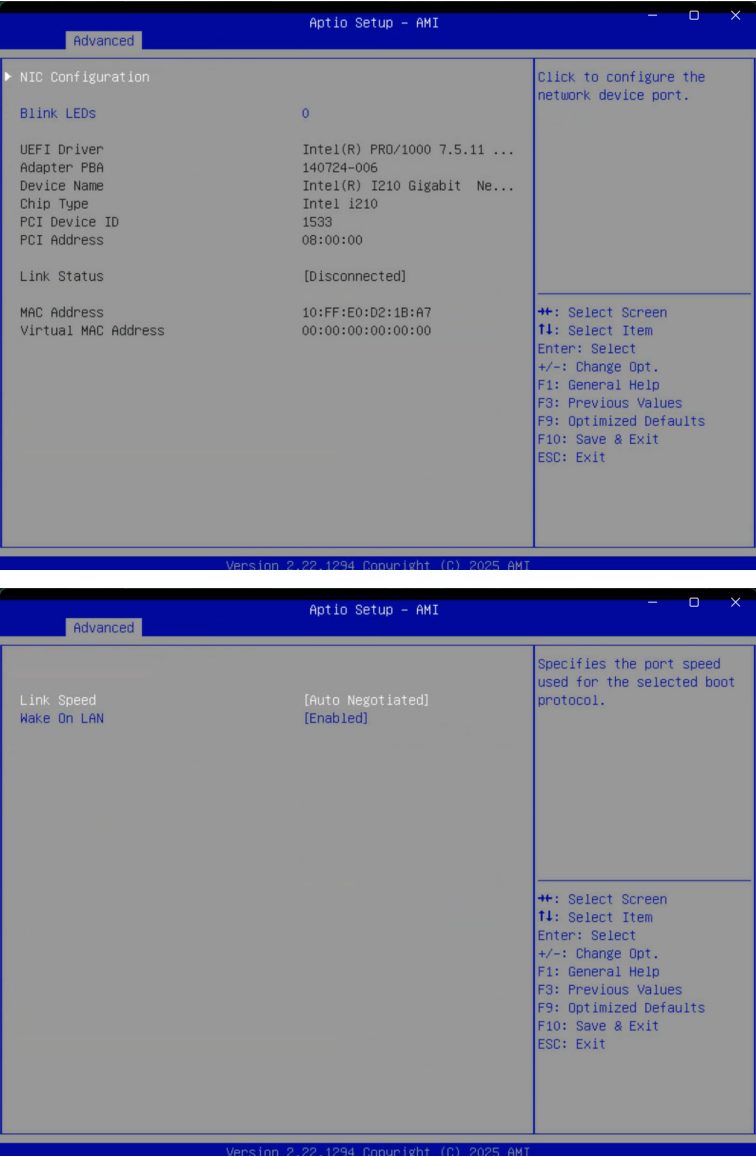 Aptio Setup - AMI
Advanced
NIC Configuration
Blink LEDs 0
UEFI Driver Intel(R) PRO/1000 7.5.11 ...
Adapter PBA 140724-006
Device Name Intel(R) I210 Gigabit  Ne...
Chip Type Intel i210
PCI Device ID 1533
PCI Address 08:00:00
Link Status [Disconnected]
MAC Address 10:FF:E0:D2:1B:A7
Virtual MAC Address 00:00:00:00:00:00
Click to configure the
network device port.
→←: Select Screen
↑↓: Select Item
Enter: Select
+/-: Change Opt.
F1: General Help
F3: Previous Values
F9: Optimized Defaults
F10: Save & Exit
ESC: Exit
Version 2.22.1294 Copyright (C) 2025 AMI
Aptio Setup - AMI
Advanced
Link Speed [Auto Negotiated]
Wake On LAN [Enabled]
Specifies the port speed
used for the selected boot
protocol.
→←: Select Screen
↑↓: Select Item
Enter: Select
+/-: Change Opt.
F1: General Help
F3: Previous Values
F9: Optimized Defaults
F10: Save & Exit
ESC: Exit
Version 2.22.1294 Copyright (C) 2025 AMI